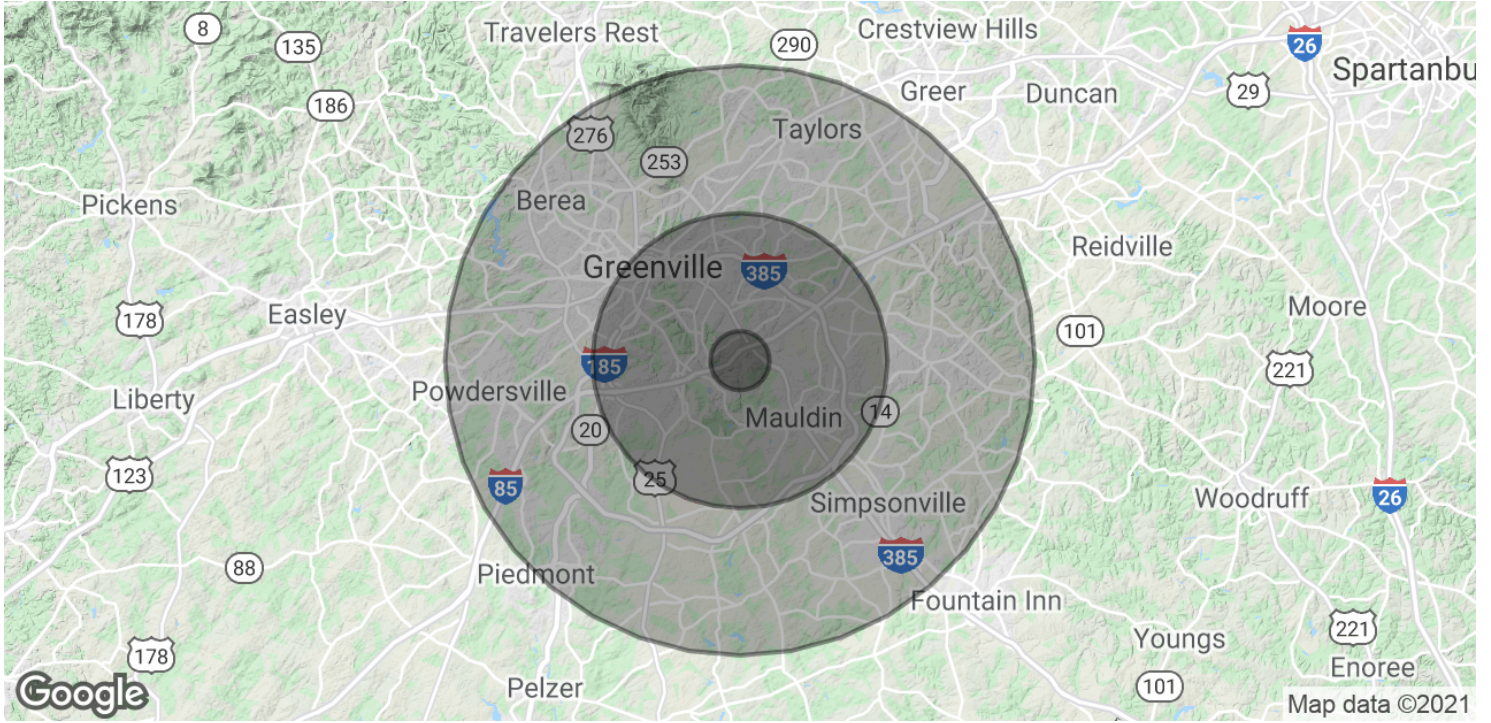 8
Travelers Rest
Crestview Hills
135
290
26
Spartanbu
186
Greer
Duncan
29
276
Taylors
253
Pickens
Berea
Reidville
Greenville
385
178
Easley
Moore
101
185
221
Liberty
Powdersville
Mauldin
14
20
123
25
85
Simpsonville
Woodruff
26
385
88
Piedmont
Fountain Inn
178
Youngs
221
Enoree
Pelzer
101
Google
Map data ©2021